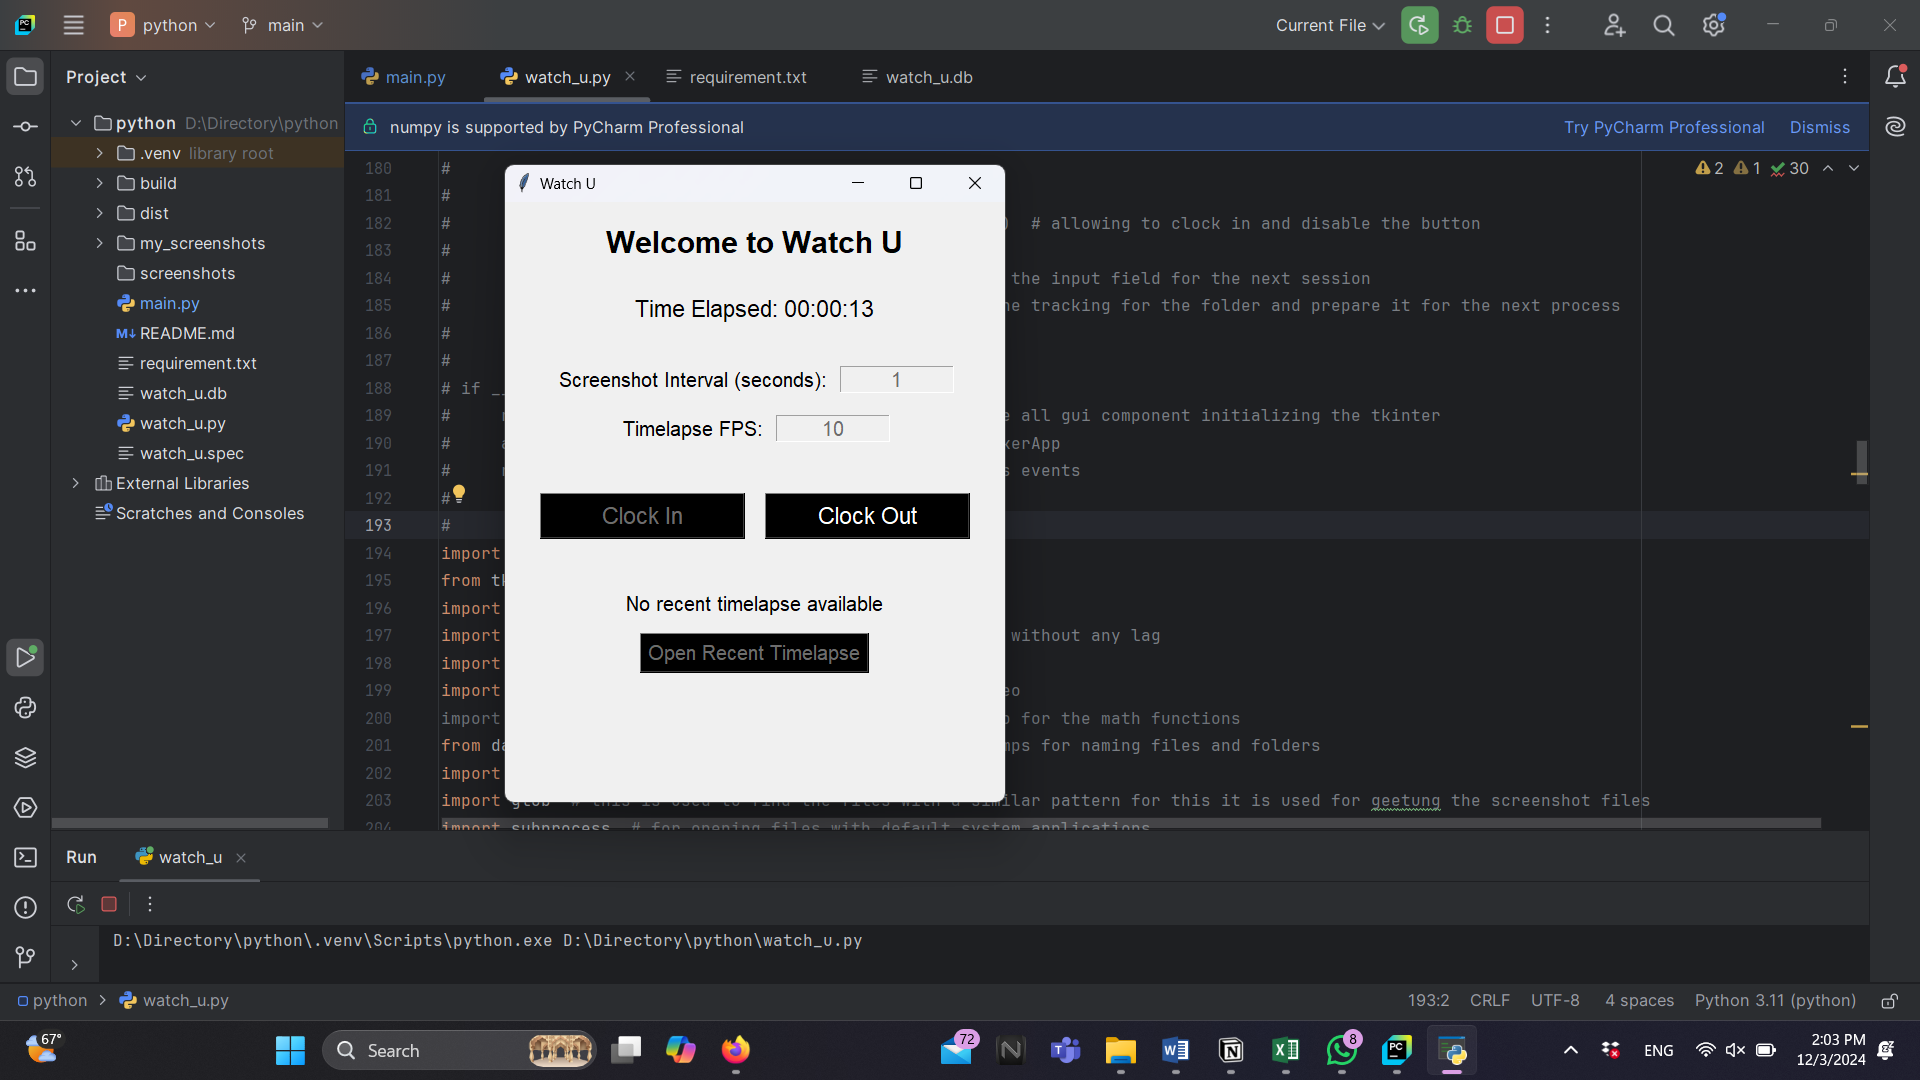 P python main Current File
Project
main.py watch_u.py requirement.txt watch_u.db
python D:\Directory\python
.venv library root
build
dist
my_screenshots
screenshots
main.py
README.md
requirement.txt
watch_u.db
watch_u.py
watch_u.spec
External Libraries
Scratches and Consoles
numpy is supported by PyCharm Professional Try PyCharm Professional Dismiss
2 1 30
180 #
181 #
182 # ) # allowing to clock in and disable the button
183 #
184 # the input field for the next session
185 # e tracking for the folder and prepare it for the next process
186 #
187 #
188 # if _
189 # all gui component initializing the tkinter
190 # kerApp
191 # s events
192 #
193 #
194 import
195 from tk
196 import
197 import without any lag
198 import
199 import eo
200 import for the math functions
201 from da mps for naming files and folders
202 import
203 import glob # this is used to find the files with a similar pattern for this it is used for geetung the screenshot files
204 import subprocess # for opening files with default system applications
Watch U
Welcome to Watch U
Time Elapsed: 00:00:13
Screenshot Interval (seconds): 1
Timelapse FPS: 10
Clock In Clock Out
No recent timelapse available
Open Recent Timelapse
Run watch_u
D:\Directory\python\.venv\Scripts\python.exe D:\Directory\python\watch_u.py
python > watch_u.py 193:2 CRLF UTF-8 4 spaces Python 3.11 (python)
67° Search 72 8 ENG 2:03 PM
12/3/2024